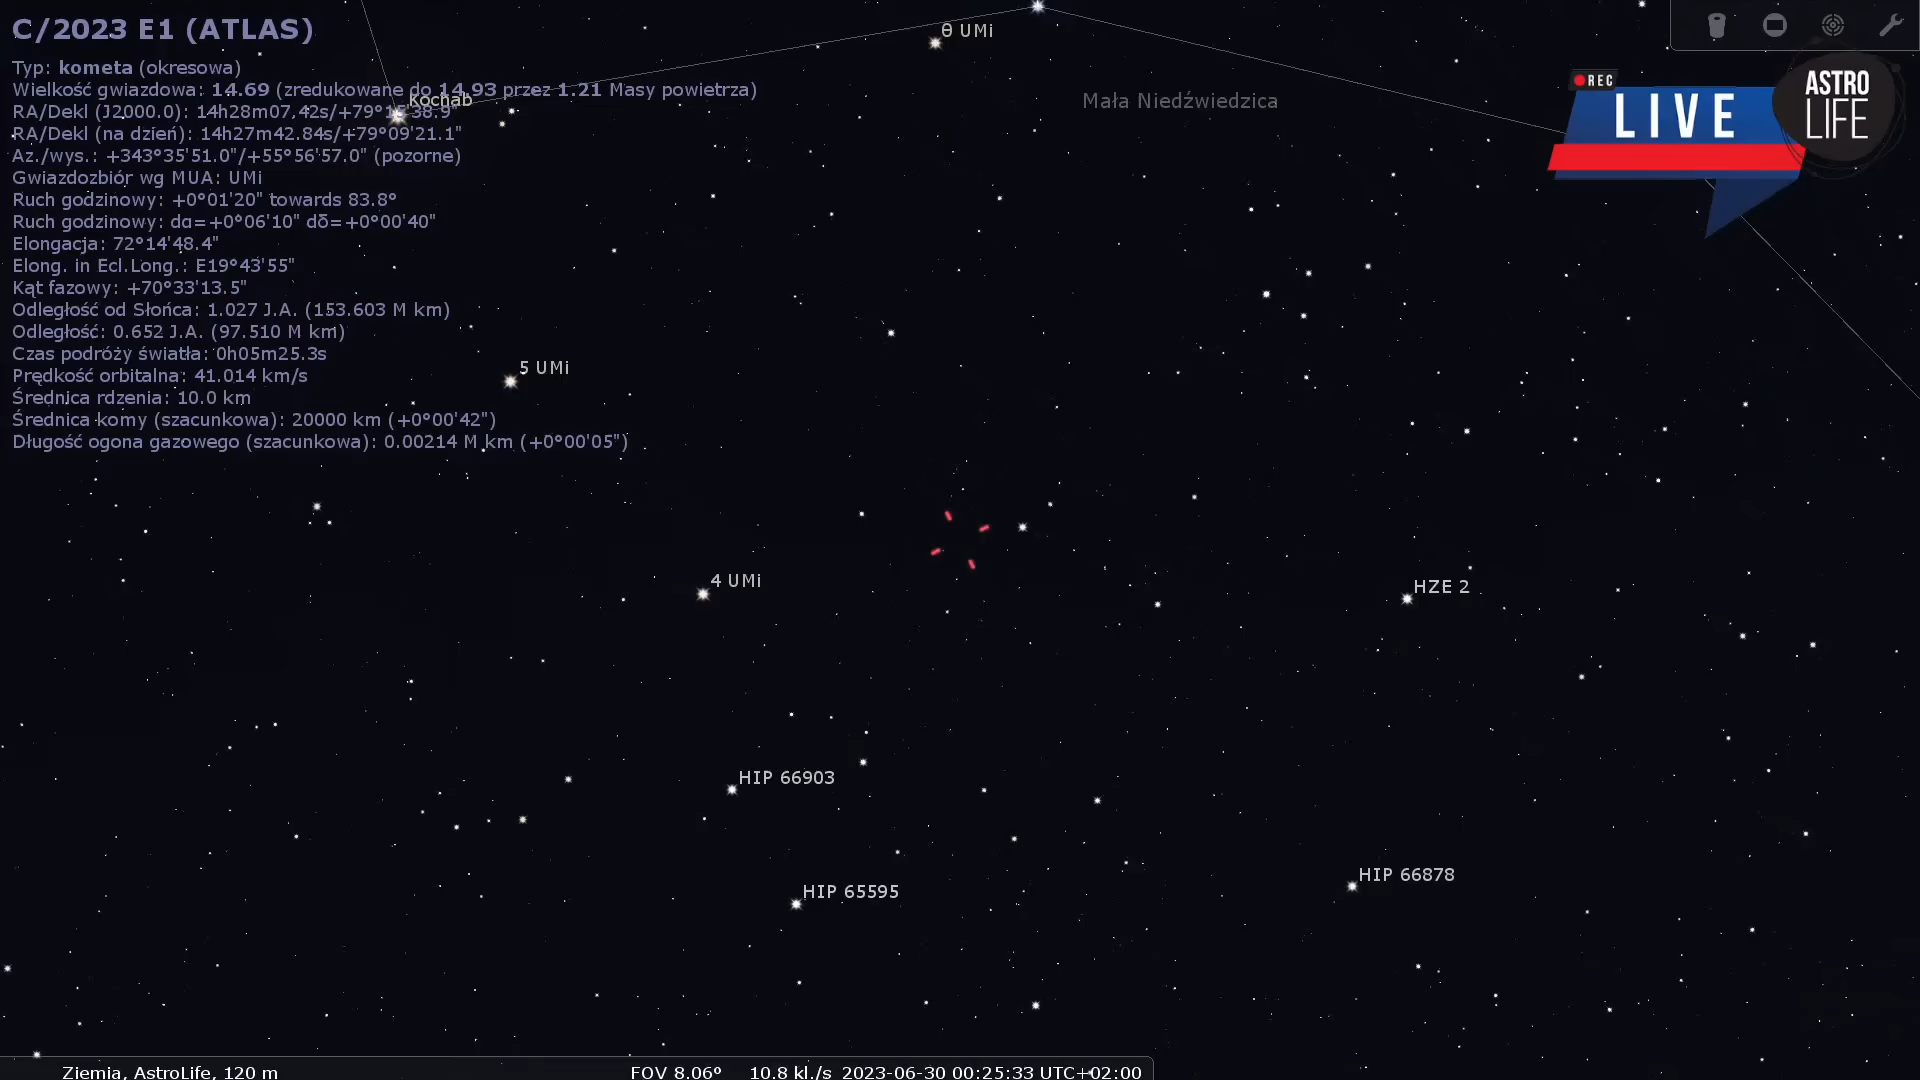 C/2023 E1 (ATLAS)
Typ: kometa (okresowa)
Wielkość gwiazdowa: 14.69 (zredukowane do 14.93 przez 1.21 Masy powietrza)
RA/Dekl (J2000.0): 14h28m07.42s/+79°15'38.9"
RA/Dekl (na dzień): 14h27m42.84s/+79°09'21.1"
Az./wys.: +343°35'51.0"/+55°56'57.0" (pozorne)
Gwiazdozbiór wg MUA: UMi
Ruch godzinowy: +0°01'20" towards 83.8°
Ruch godzinowy: dα=+0°06'10" dδ=+0°00'40"
Elongacja: 72°14'48.4"
Elong. in Ecl.Long.: E19°43'55"
Kąt fazowy: +70°33'13.5"
Odległość od Słońca: 1.027 J.A. (153.603 M km)
Odległość: 0.652 J.A. (97.510 M km)
Czas podróży światła: 0h05m25.3s
Prędkość orbitalna: 41.014 km/s
Średnica rdzenia: 10.0 km
Średnica komy (szacunkowa): 20000 km (+0°00'42")
Długość ogona gazowego (szacunkowa): 0.00214 M km (+0°00'05")
θ UMi
Kochab
Mała Niedźwiedzica
REC
LIVE
ASTRO
LIFE
5 UMi
4 UMi
HZE 2
HIP 66903
HIP 65595
HIP 66878
Ziemia, AstroLife, 120 m
FOV 8.06° 10.8 kl./s 2023-06-30 00:25:33 UTC+02:00